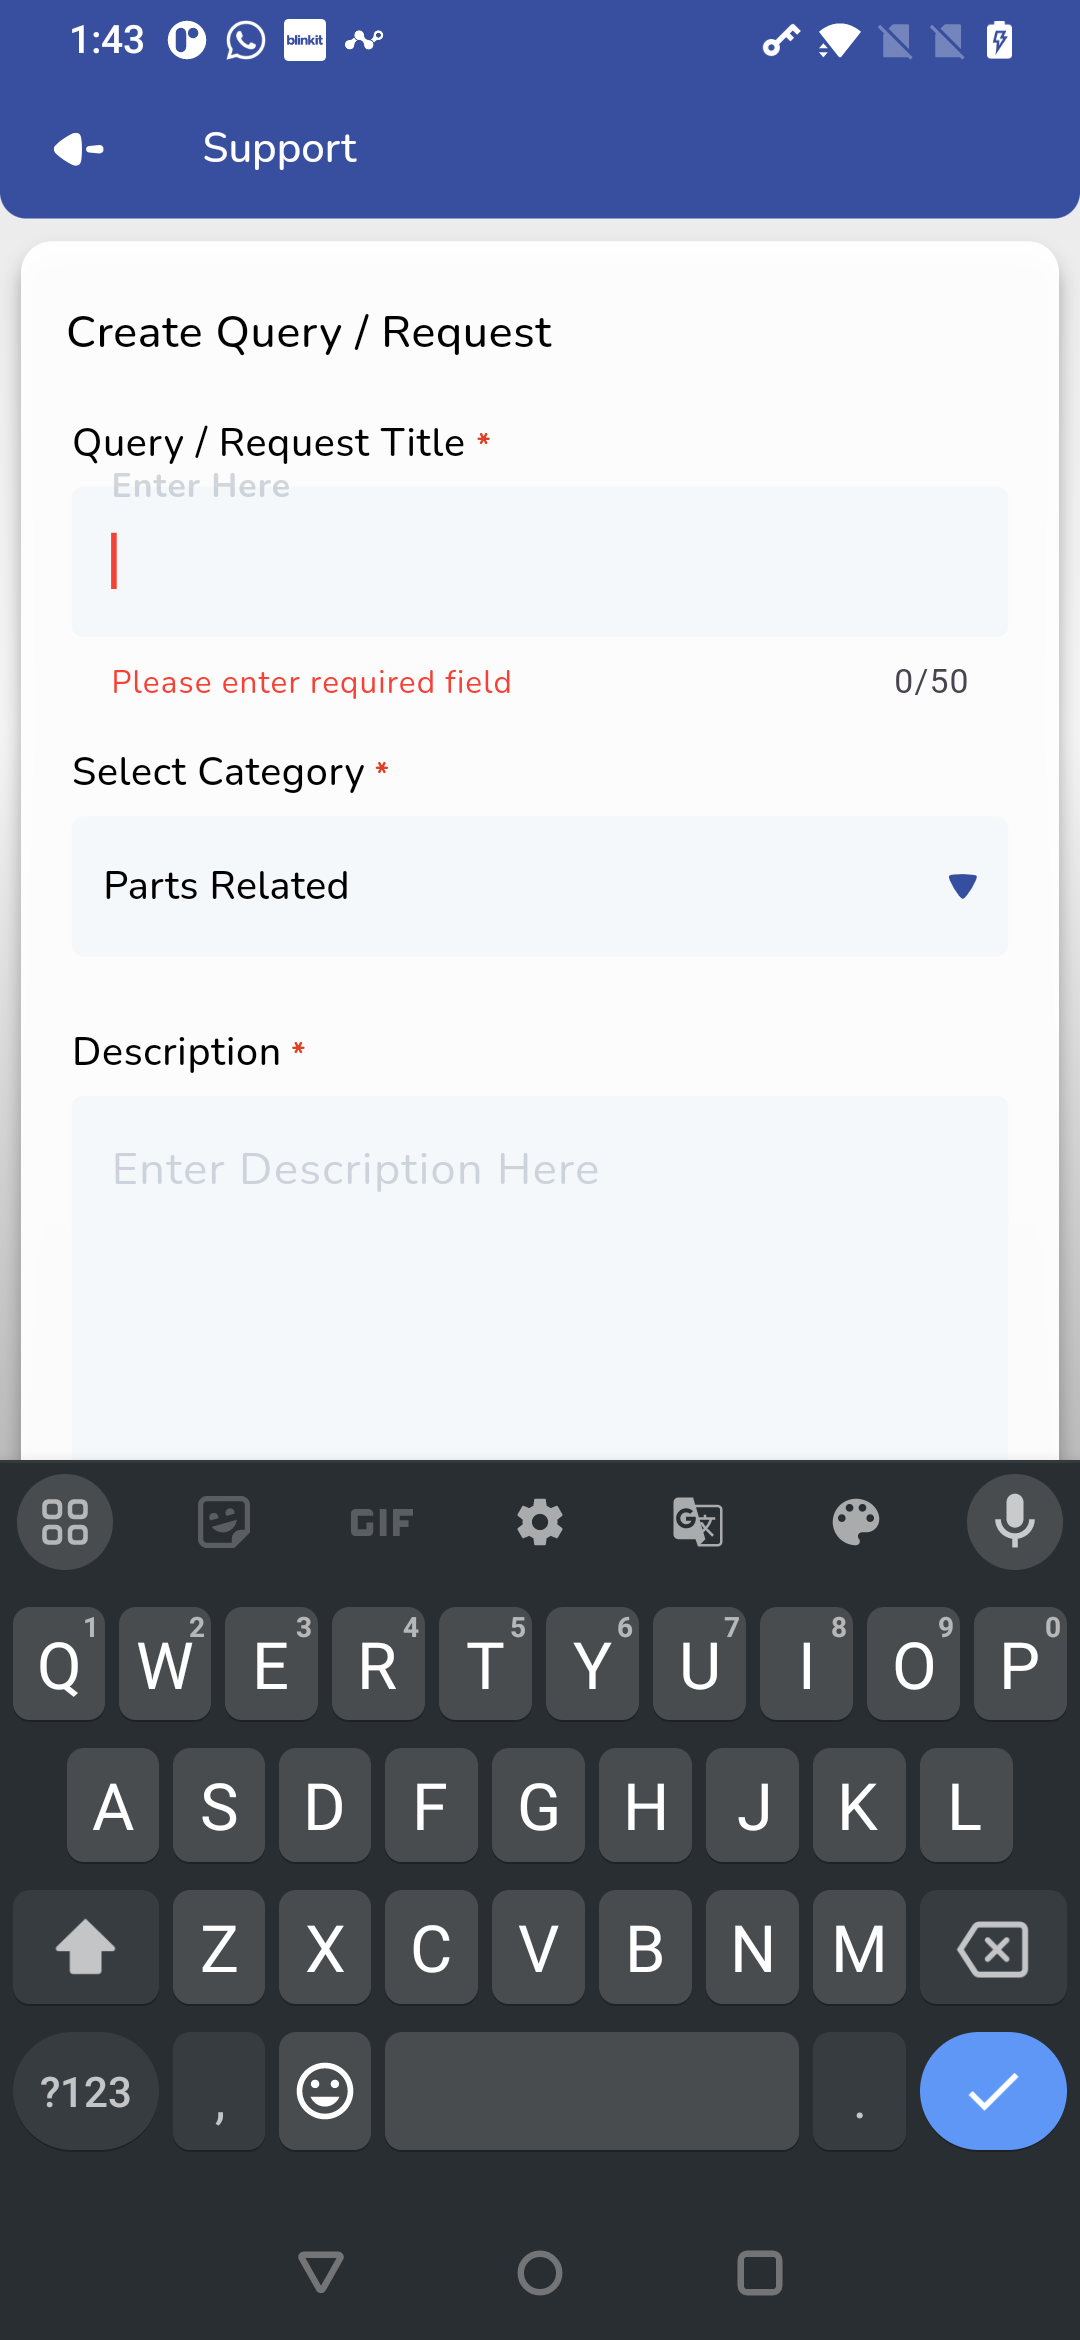 1:43
blinkit
Support
Create Query / Request
Query / Request Title *
Enter Here
Please enter required field 0/50
Select Category *
Parts Related
Description *
Enter Description Here
GIF
G 文
1 2 3 4 5 6 7 8 9 0
Q W E R T Y U I O P
A S D F G H J K L
Z X C V B N M
?123 , .